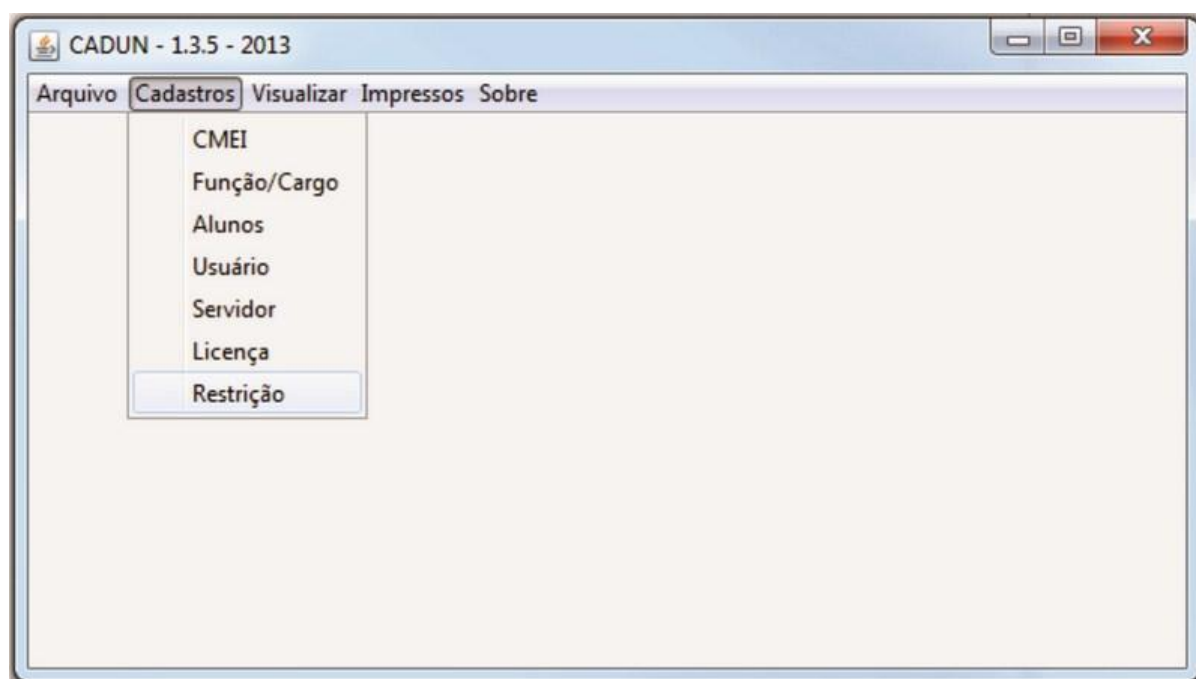 CADUN - 1.3.5 - 2013
Arquivo Cadastros Visualizar Impressos Sobre
CMEI
Função/Cargo
Alunos
Usuário
Servidor
Licença
Restrição